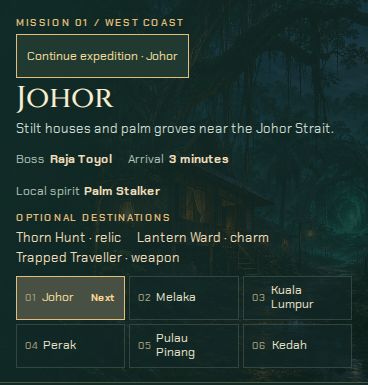 MISSION 01 / WEST COAST
Continue expedition · Johor
JOHOR
Stilt houses and palm groves near the Johor Strait.
Boss Raja Toyol Arrival 3 minutes
Local spirit Palm Stalker
OPTIONAL DESTINATIONS
Thorn Hunt · relic Lantern Ward · charm
Trapped Traveller · weapon
01 Johor Next
02 Melaka
03 Kuala
Lumpur
04 Perak
05 Pulau
Pinang
06 Kedah